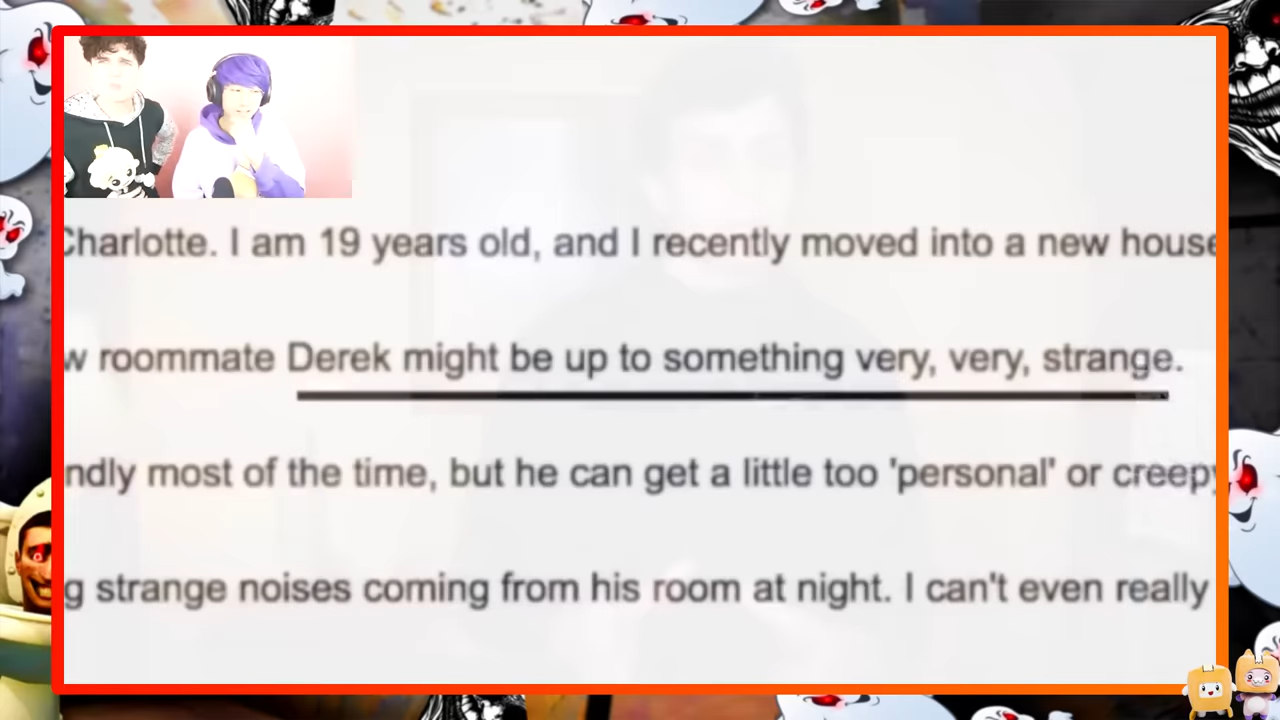 Charlotte. I am 19 years old, and I recently moved into a new house
w roommate Derek might be up to something very, very, strange.
ndly most of the time, but he can get a little too 'personal' or creepy
g strange noises coming from his room at night. I can't even really